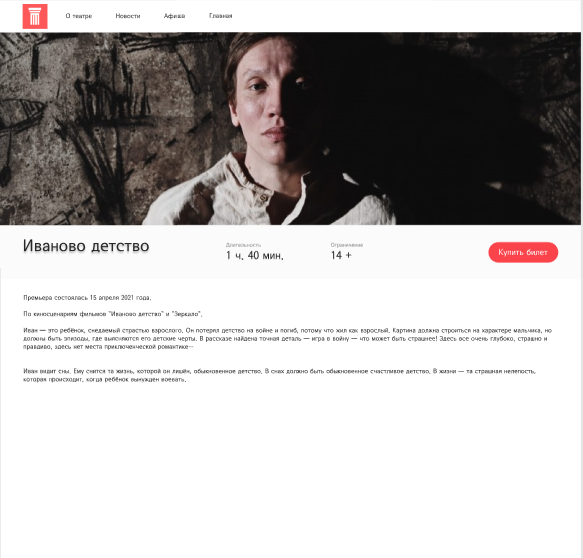 О театре Новости Афиша Главная
Иваново детство
Длительность
1 ч. 40 мин.
Ограничение
14 +
Купить билет
Премьера состоялась 15 апреля 2021 года.
По киносценариям фильмов "Иваново детство" и "Зеркало".
Иван — это ребёнок, снедаемый страстью взрослого. Он потерял детство на войне и погиб, потому что жил как взрослый. Картина должна строиться на характере мальчика, но
должны быть эпизоды, где выясняются его детские черты. В рассказе найдена точная деталь — игра в войну — что может быть страшнее! Здесь все очень глубоко, страшно и
правдиво, здесь нет места приключенческой романтике…
Иван видит сны. Ему снится та жизнь, которой он лишён, обыкновенное детство. В снах должно быть обыкновенное счастливое детство. В жизни — та страшная нелепость,
которая происходит, когда ребёнок вынужден воевать.